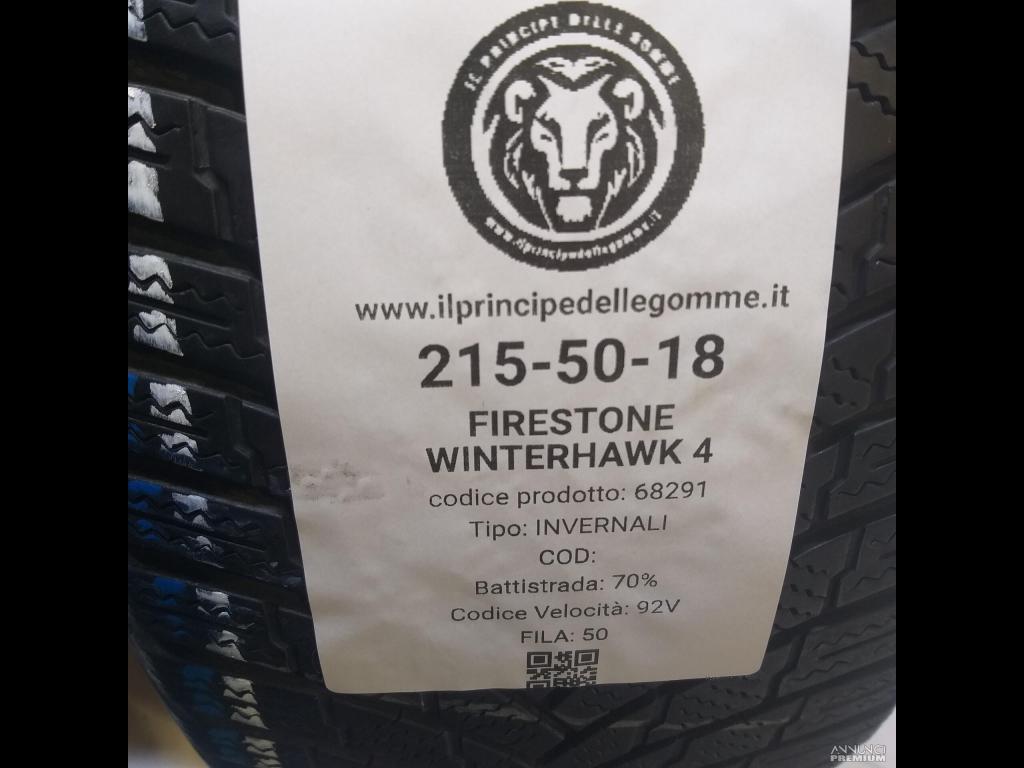 IL PRINCIPE DELLE GOMME
www.ilprincipedellegomme.it
www.ilprincipedellegomme.it
215-50-18
FIRESTONE
WINTERHAWK 4
codice prodotto: 68291
Tipo: INVERNALI
COD:
Battistrada: 70%
Codice Velocità: 92V
FILA: 50
ANNUNCI
PREMIUM